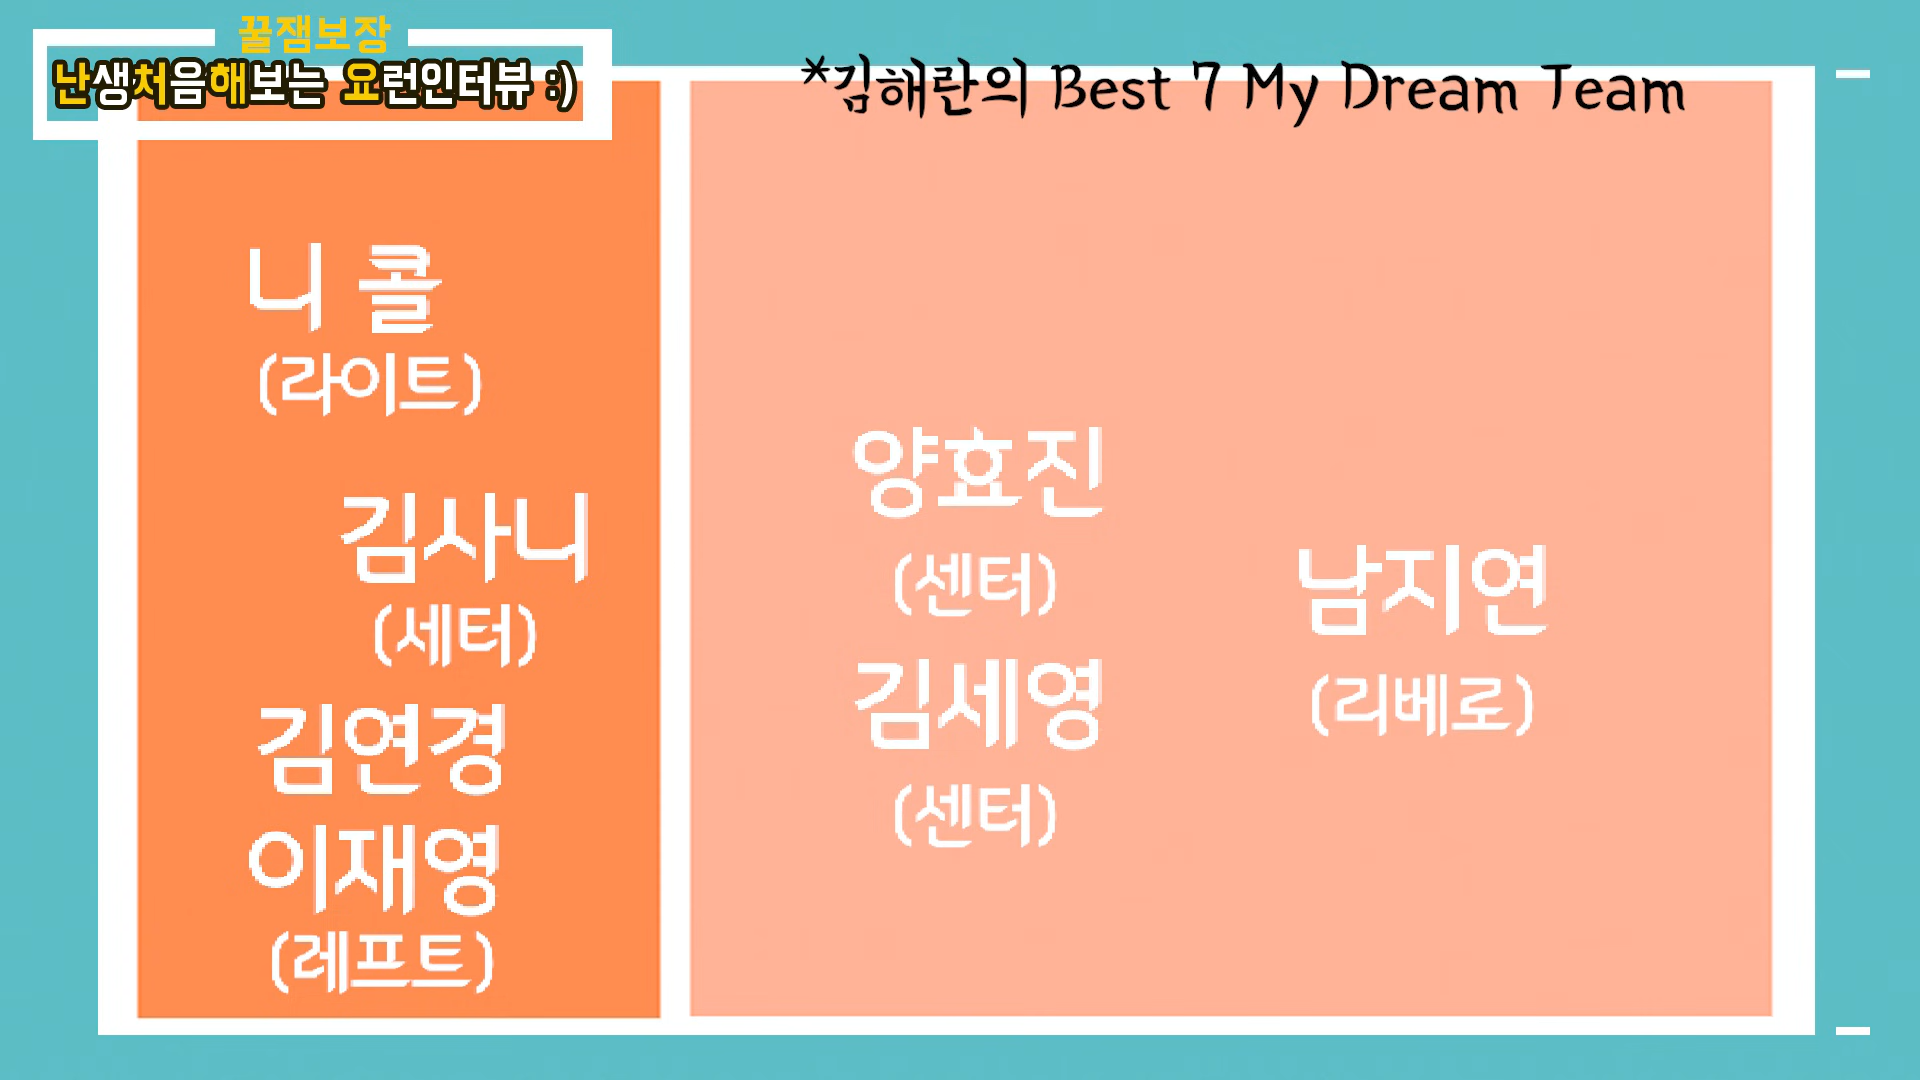 꿀잼보장
난생처음해보는 요런인터뷰 :)
*김해란의 Best 7 My Dream Team
니 콜
(라이트)
김사니
(세터)
김연경
이재영
(레프트)
양효진
(센터)
김세영
(센터)
남지연
(리베로)